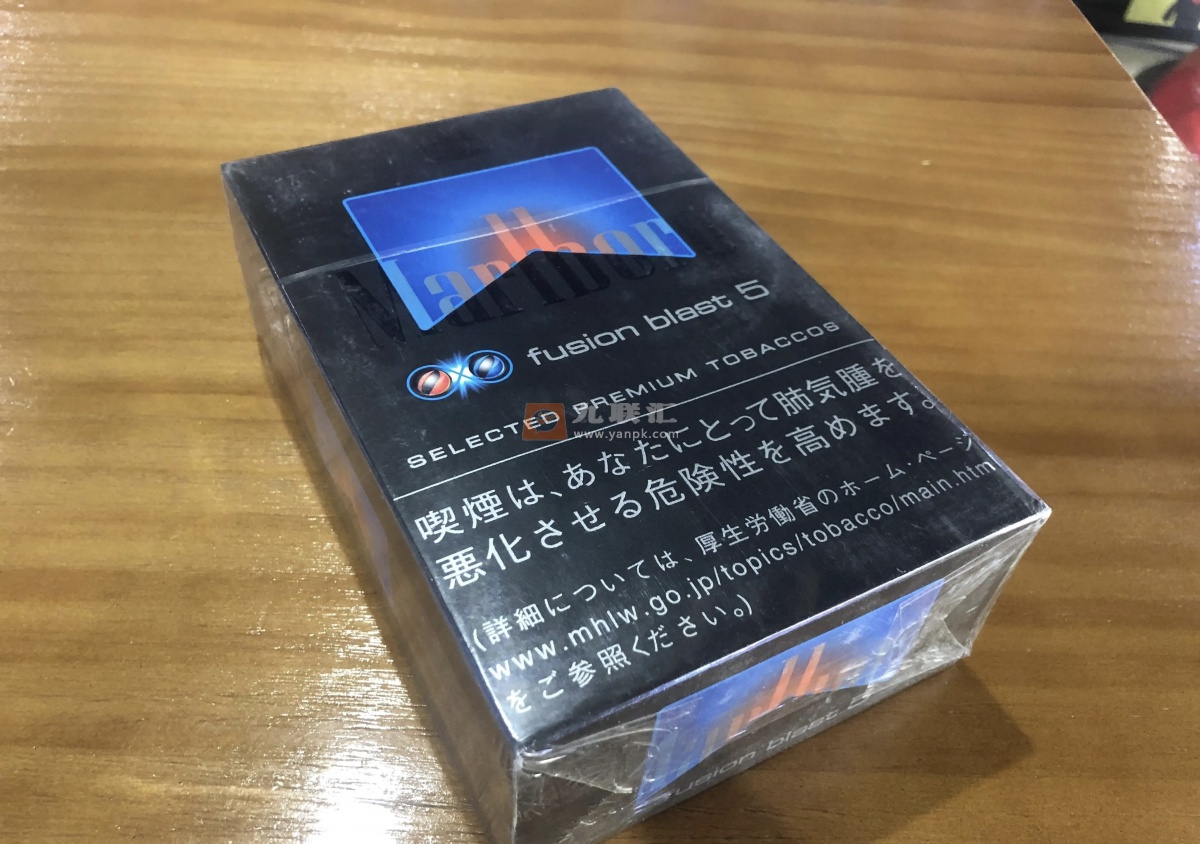 Marlboro
fusion blast 5
SELECTED PREMIUM TOBACCOS
喫煙は、あなたにとって肺気腫を
悪化させる危険性を高めます。
(詳細については、厚生労働省のホーム・ページ
www.mhlw.go.jp/topics/tobacco/main.html
をご参照ください。)
www.yanpk.com
fusion blast